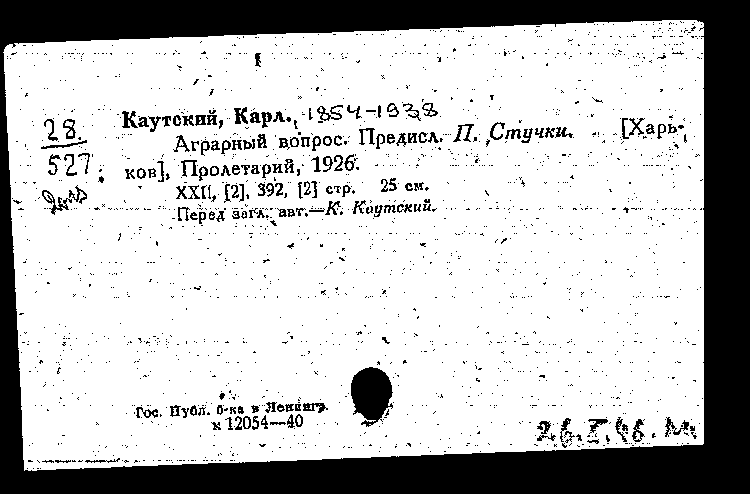 28.
527.
Каутский, Карл., 1854-1938
Аграрный вопрос. Предисл. П. Стучки. [Харь-
ков], Пролетарий, 1926.
XXII, [2], 392, [2] стр. 25 см.
Перед загл. авт.—К. Каутский.
Гос. Публ. б-ка в Ленингр.
к 12054—40